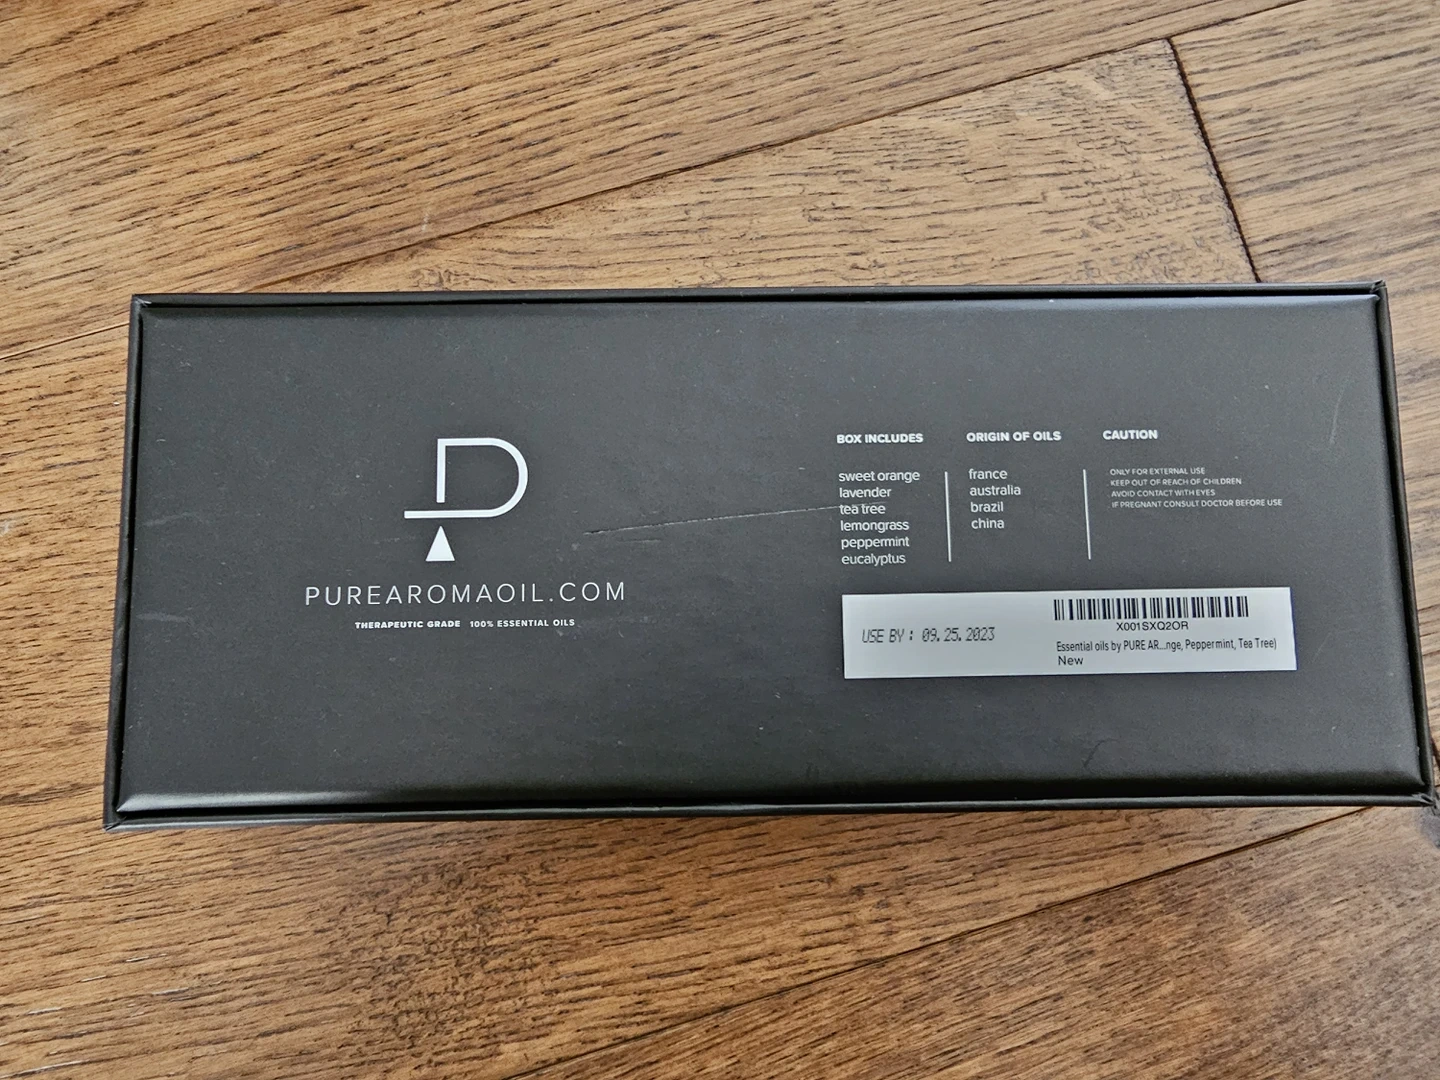 PUREAROMAOIL.COM
THERAPEUTIC GRADE 100% ESSENTIAL OILS
BOX INCLUDES
sweet orange
lavender
tea tree
lemongrass
peppermint
eucalyptus
ORIGIN OF OILS
france
australia
brazil
china
CAUTION
. ONLY FOR EXTERNAL USE
. KEEP OUT OF REACH OF CHILDREN
. AVOID CONTACT WITH EYES
. IF PREGNANT CONSULT DOCTOR BEFORE USE
USE BY : 09.25.2023
X001SXQ2OR
Essential oils by PURE AR...nge, Peppermint, Tea Tree)
New